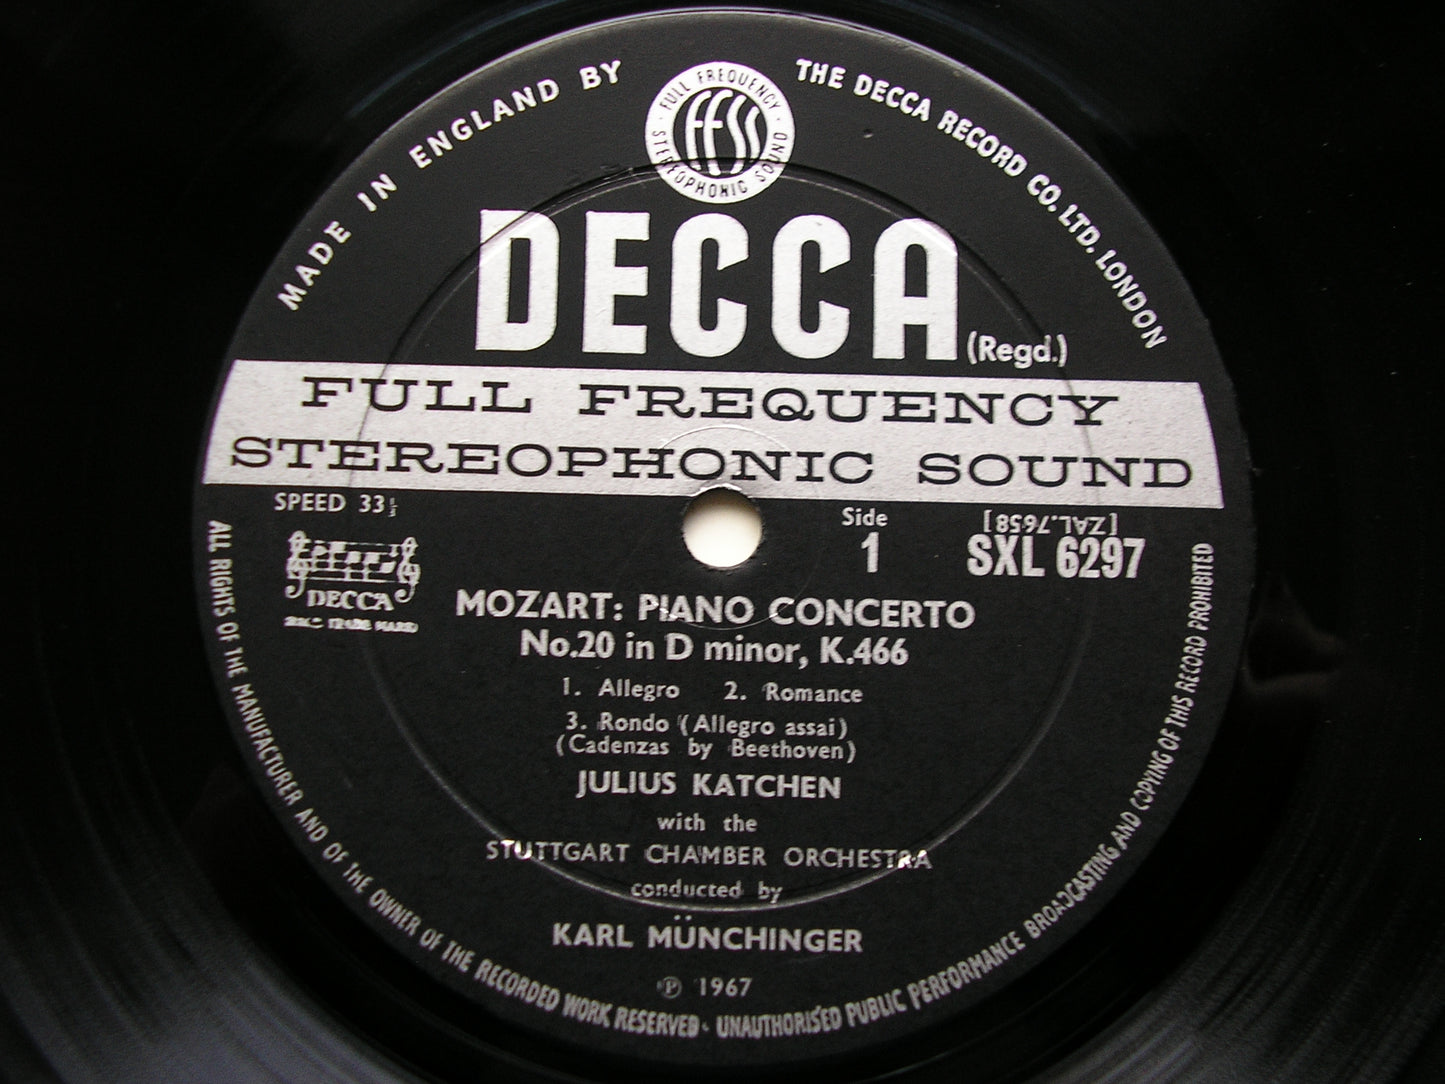 MADE IN ENGLAND BY
THE DECCA RECORD CO. LTD. LONDON
FULL FREQUENCY
FFSS
STEREOPHONIC SOUND
DECCA
(Regd.)
FULL FREQUENCY
STEREOPHONIC SOUND
SPEED 33⅓
Side
1
[ZAL.7658]
SXL 6297
DECCA
MOZART: PIANO CONCERTO
No.20 in D minor, K.466
1. Allegro 2. Romance
3. Rondo (Allegro assai)
(Cadenzas by Beethoven)
JULIUS KATCHEN
with the
STUTTGART CHAMBER ORCHESTRA
conducted by
KARL MÜNCHINGER
℗ 1967
ALL RIGHTS OF THE MANUFACTURER AND OF THE OWNER OF THE RECORDED WORK RESERVED · UNAUTHORISED PUBLIC PERFORMANCE BROADCASTING AND COPYING OF THIS RECORD PROHIBITED